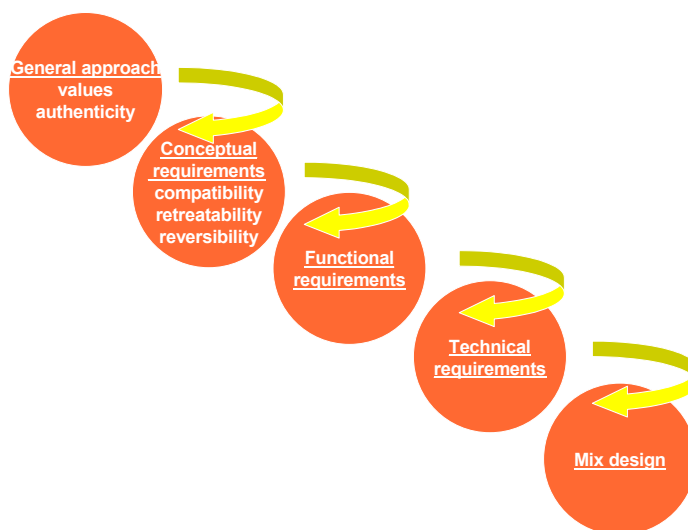 General approach
values
authenticity
Conceptual
requirements
compatibility
retreatability
reversibility
Functional
requirements
Technical
requirements
Mix design